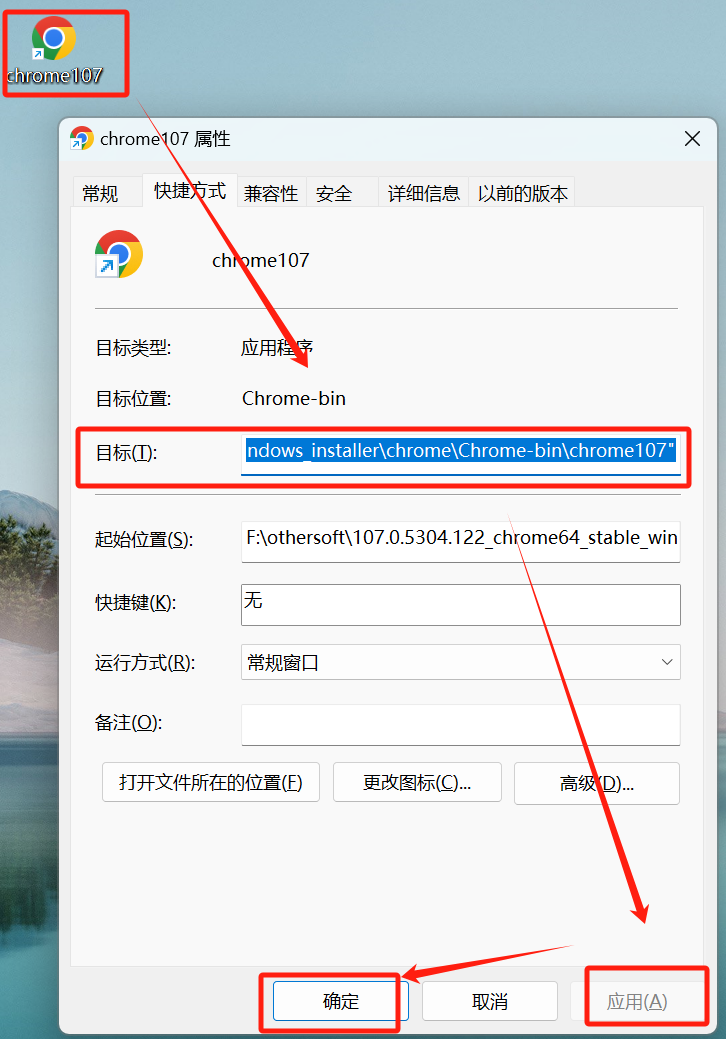 chrome107
chrome107 属性
常规 快捷方式 兼容性 安全 详细信息 以前的版本
chrome107
目标类型: 应用程序
目标位置: Chrome-bin
目标(T): ndows_installer\chrome\Chrome-bin\chrome107"
起始位置(S): F:\othersoft\107.0.5304.122_chrome64_stable_win
快捷键(K): 无
运行方式(R): 常规窗口
备注(O):
打开文件所在的位置(F) 更改图标(C)... 高级(D)...
确定 取消 应用(A)